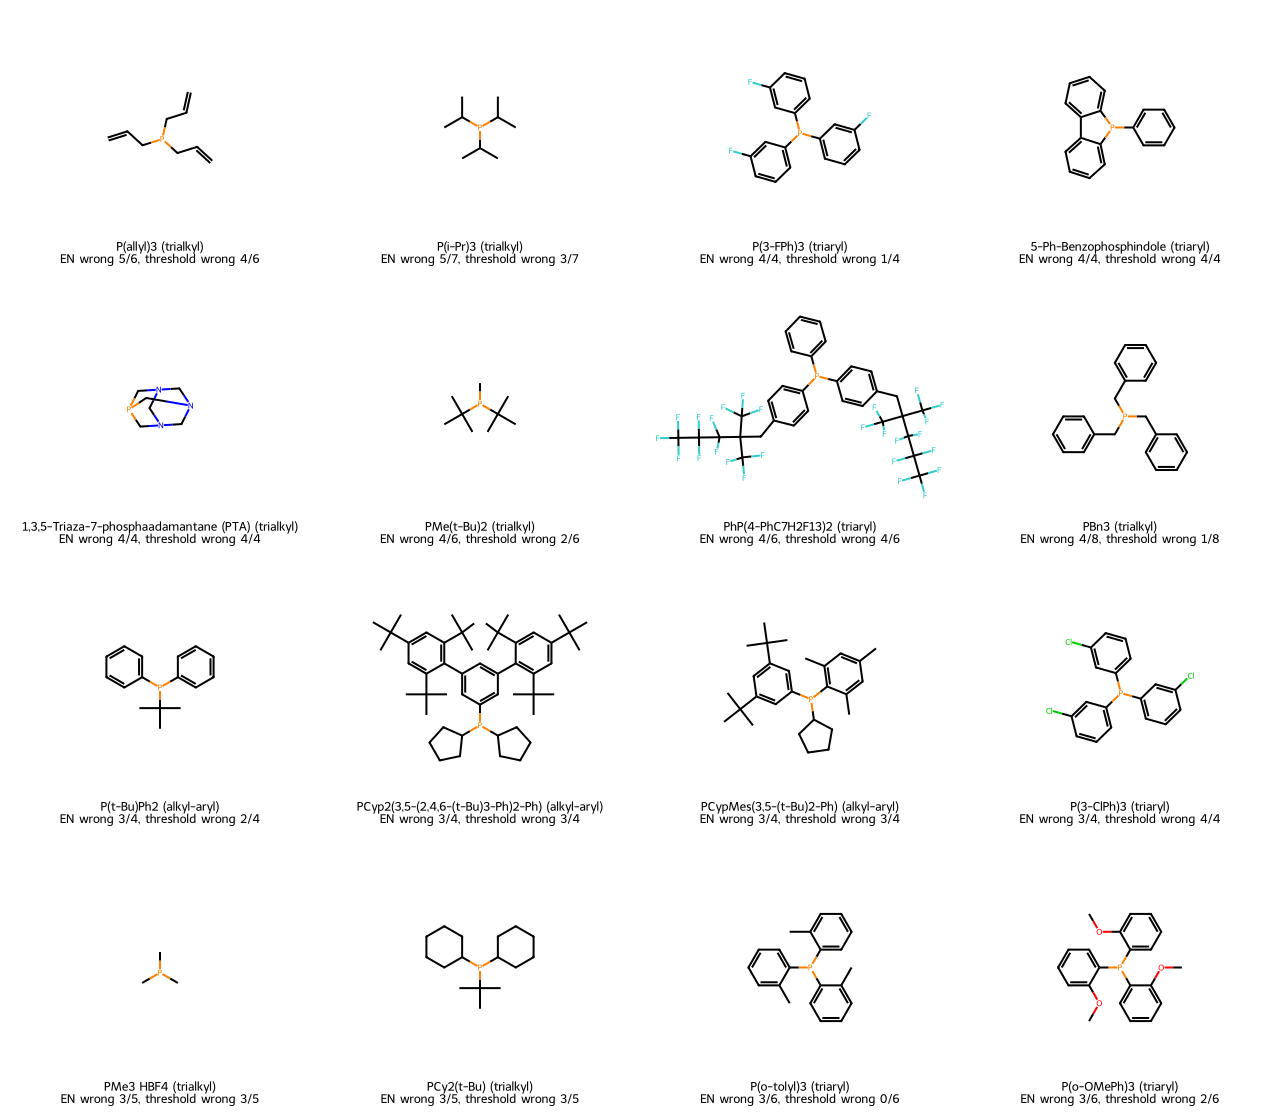 P(allyl)3 (trialkyl)
EN wrong 5/6, threshold wrong 4/6
P(i-Pr)3 (trialkyl)
EN wrong 5/7, threshold wrong 3/7
P(3-FPh)3 (triaryl)
EN wrong 4/4, threshold wrong 1/4
5-Ph-Benzophosphindole (triaryl)
EN wrong 4/4, threshold wrong 4/4
1,3,5-Triaza-7-phosphaadamantane (PTA) (trialkyl)
EN wrong 4/4, threshold wrong 4/4
PMe(t-Bu)2 (trialkyl)
EN wrong 4/6, threshold wrong 2/6
PhP(4-PhC7H2F13)2 (triaryl)
EN wrong 4/6, threshold wrong 4/6
PBn3 (trialkyl)
EN wrong 4/8, threshold wrong 1/8
P(t-Bu)Ph2 (alkyl-aryl)
EN wrong 3/4, threshold wrong 2/4
PCyp2(3,5-(2,4,6-(t-Bu)3-Ph)2-Ph) (alkyl-aryl)
EN wrong 3/4, threshold wrong 3/4
PCypMes(3,5-(t-Bu)2-Ph) (alkyl-aryl)
EN wrong 3/4, threshold wrong 3/4
P(3-ClPh)3 (triaryl)
EN wrong 3/4, threshold wrong 4/4
PMe3 HBF4 (trialkyl)
EN wrong 3/5, threshold wrong 3/5
PCy2(t-Bu) (trialkyl)
EN wrong 3/5, threshold wrong 3/5
P(o-tolyl)3 (triaryl)
EN wrong 3/6, threshold wrong 0/6
P(o-OMePh)3 (triaryl)
EN wrong 3/6, threshold wrong 2/6